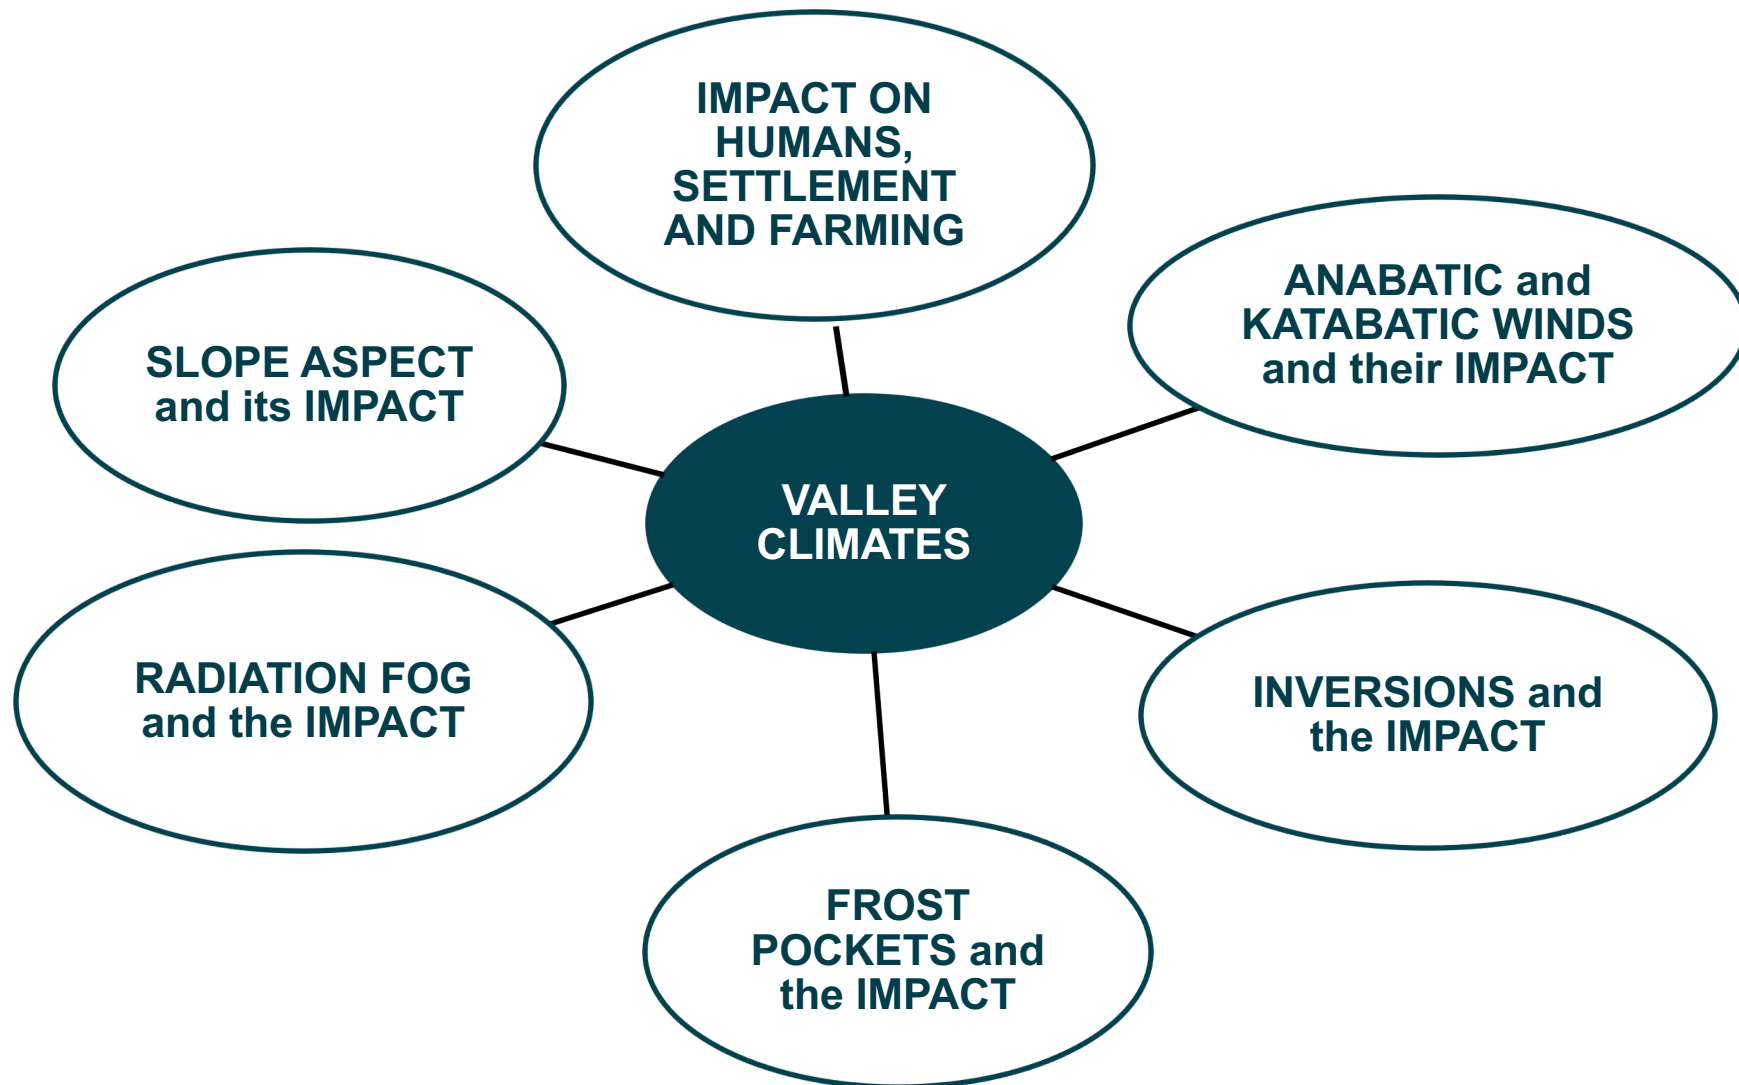 IMPACT ON
HUMANS,
SETTLEMENT
AND FARMING
ANABATIC and
KATABATIC WINDS
and their IMPACT
SLOPE ASPECT
and its IMPACT
VALLEY
CLIMATES
RADIATION FOG
and the IMPACT
INVERSIONS and
the IMPACT
FROST
POCKETS and
the IMPACT